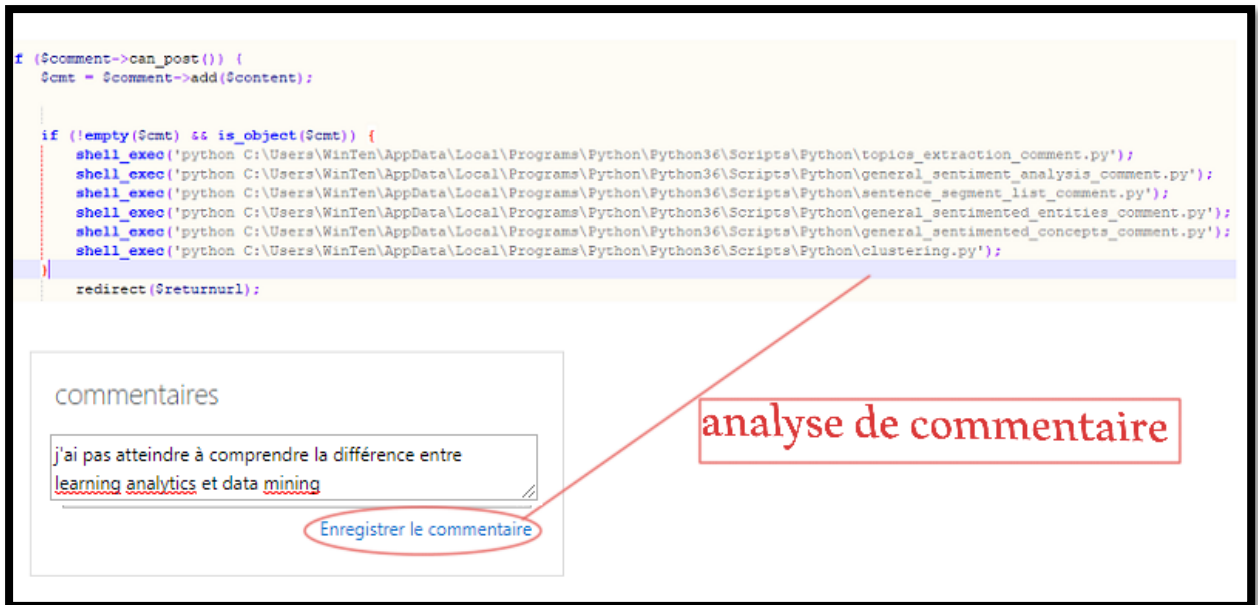 f ($comment->can_post()) {
$cmt = $comment->add($content);
if (!empty($cmt) && is_object($cmt)) {
shell_exec('python C:\Users\WinTen\AppData\Local\Programs\Python\Python36\Scripts\Python\topics_extraction_comment.py');
shell_exec('python C:\Users\WinTen\AppData\Local\Programs\Python\Python36\Scripts\Python\general_sentiment_analysis_comment.py');
shell_exec('python C:\Users\WinTen\AppData\Local\Programs\Python\Python36\Scripts\Python\sentence_segment_list_comment.py');
shell_exec('python C:\Users\WinTen\AppData\Local\Programs\Python\Python36\Scripts\Python\general_sentimented_entities_comment.py');
shell_exec('python C:\Users\WinTen\AppData\Local\Programs\Python\Python36\Scripts\Python\general_sentimented_concepts_comment.py');
shell_exec('python C:\Users\WinTen\AppData\Local\Programs\Python\Python36\Scripts\Python\clustering.py');
}
redirect($returnurl);
commentaires
j'ai pas atteindre à comprendre la différence entre
learning analytics et data mining
Enregistrer le commentaire
analyse de commentaire